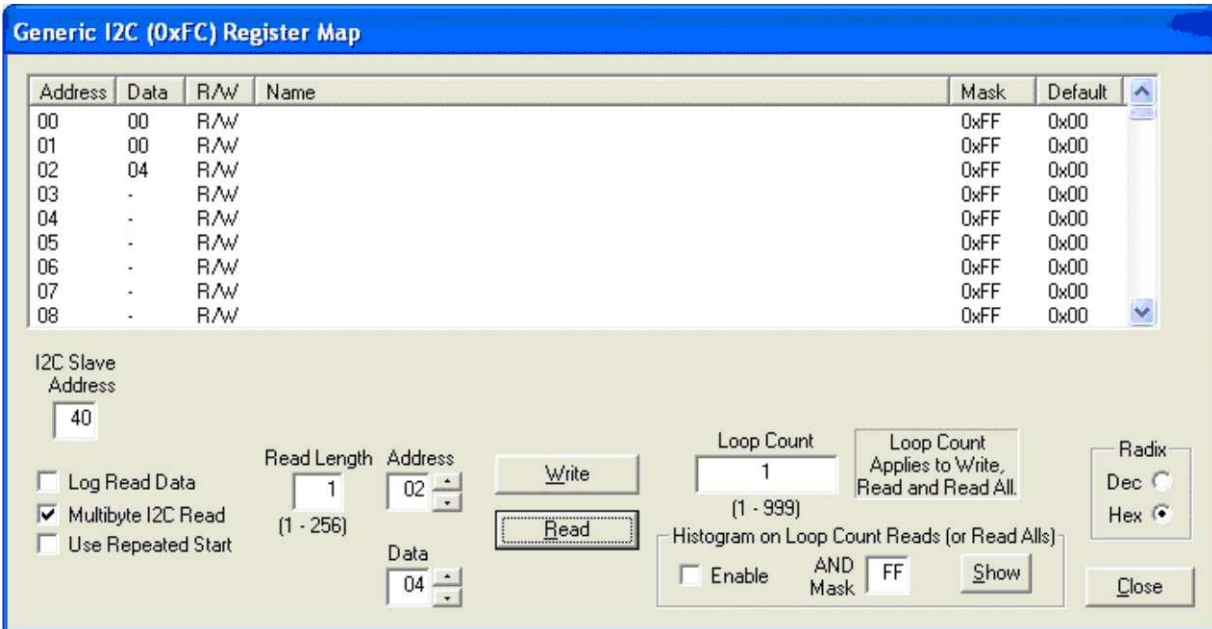 Generic I2C (0xFC) Register Map
Address Data R/W Name Mask Default
00 00 R/W 0xFF 0x00
01 00 R/W 0xFF 0x00
02 04 R/W 0xFF 0x00
03 - R/W 0xFF 0x00
04 - R/W 0xFF 0x00
05 - R/W 0xFF 0x00
06 - R/W 0xFF 0x00
07 - R/W 0xFF 0x00
08 - R/W 0xFF 0x00
I2C Slave
Address
40
Log Read Data
Multibyte I2C Read
Use Repeated Start
Read Length
1
(1 - 256)
Address
02
Data
04
Write
Read
Loop Count
1
(1 - 999)
Loop Count
Applies to Write,
Read and Read All.
Histogram on Loop Count Reads (or Read Alls)
Enable
AND
Mask
FF
Show
Radix
Dec
Hex
Close